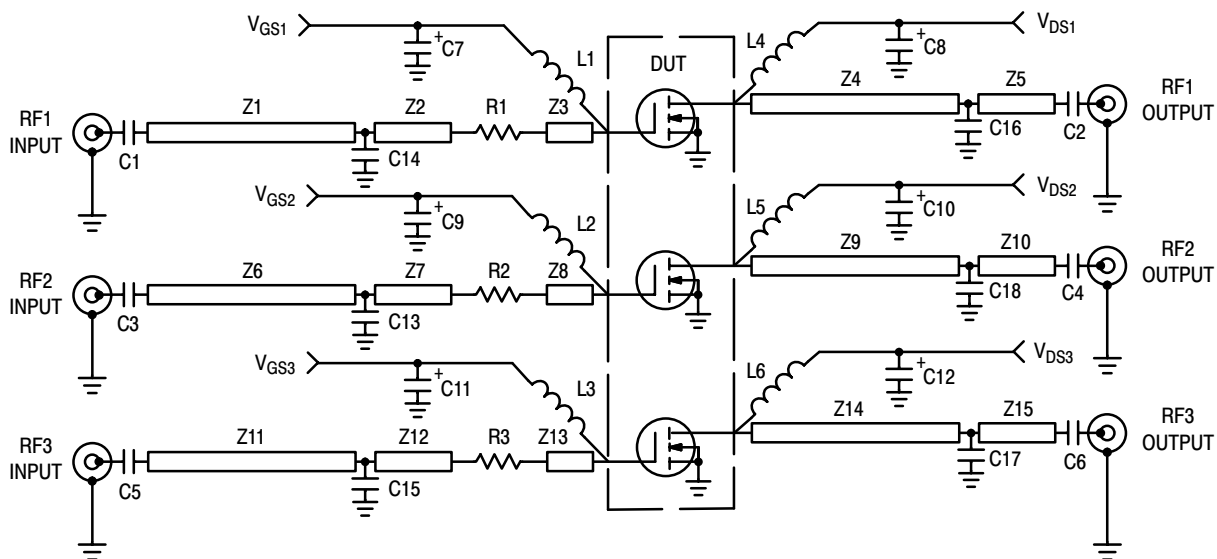 VGS1
+
C7
L1
DUT
L4
+
C8
VDS1
RF1
INPUT
C1
Z1
C14
Z2
R1
Z3
Z4
C16
Z5
C2
RF1
OUTPUT
VGS2
+
C9
L2
L5
+
C10
VDS2
RF2
INPUT
C3
Z6
C13
Z7
R2
Z8
Z9
C18
Z10
C4
RF2
OUTPUT
VGS3
+
C11
L3
L6
+
C12
VDS3
RF3
INPUT
C5
Z11
C15
Z12
R3
Z13
Z14
C17
Z15
C6
RF3
OUTPUT